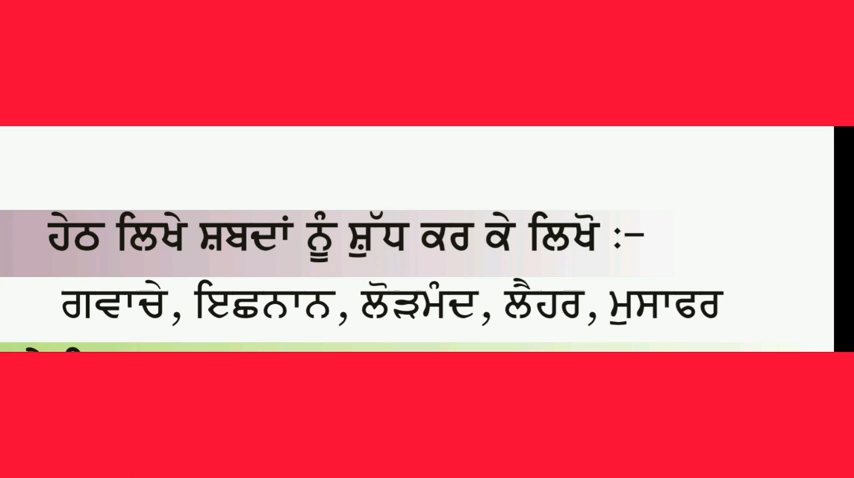 ਹੇਠ ਲਿਖੇ ਸ਼ਬਦਾਂ ਨੂੰ ਸ਼ੁੱਧ ਕਰ ਕੇ ਲਿਖੋ :-
ਗਵਾਚੇ, ਇਛਨਾਨ, ਲੋੜਮੰਦ, ਲੈਹਰ, ਮੁਸਾਫਰ